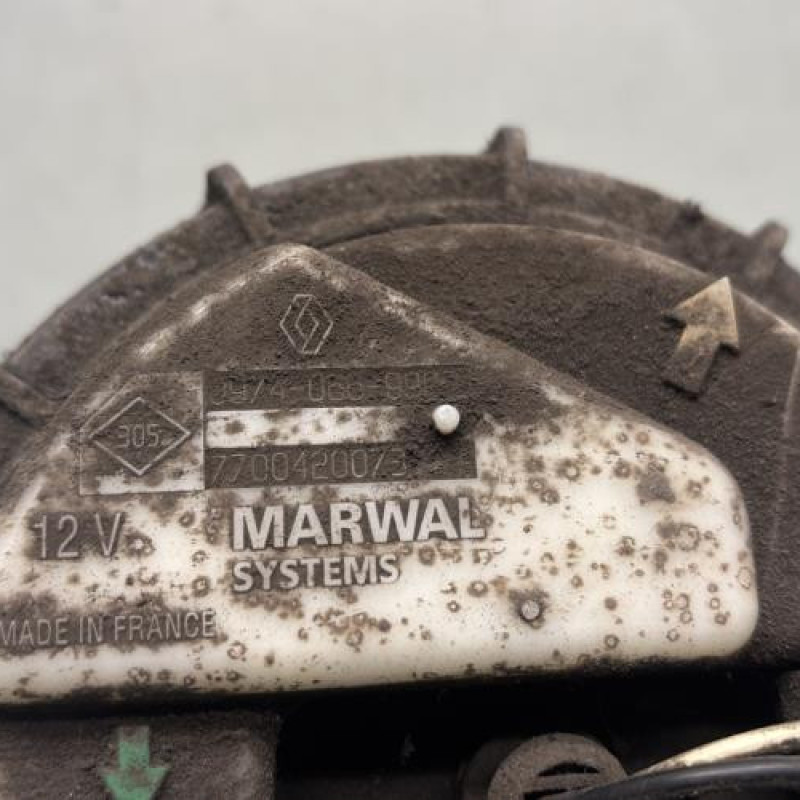 305
7700420073
12 V
MARWAL
SYSTEMS
MADE IN FRANCE